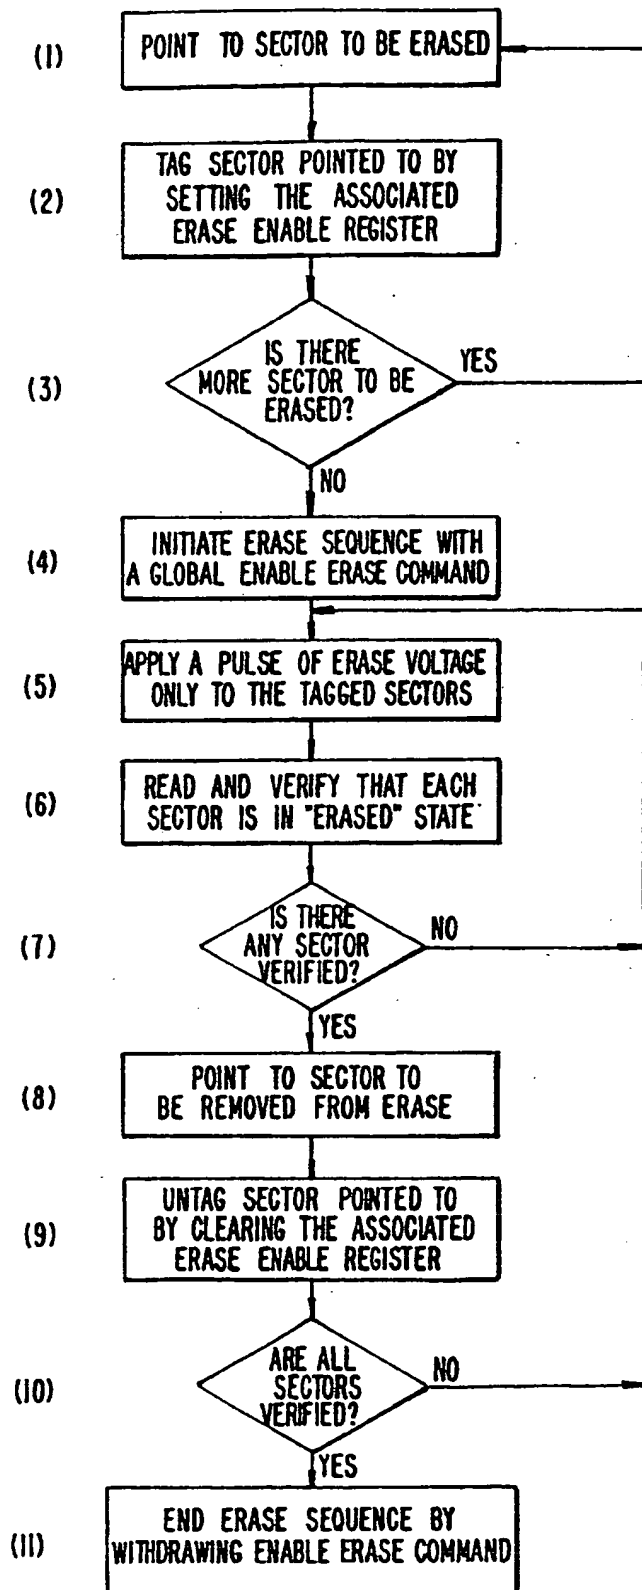 (1)
POINT TO SECTOR TO BE ERASED
(2)
TAG SECTOR POINTED TO BY
SETTING THE ASSOCIATED
ERASE ENABLE REGISTER
(3)
IS THERE
MORE SECTOR TO BE
ERASED?
YES
NO
(4)
INITIATE ERASE SEQUENCE WITH
A GLOBAL ENABLE ERASE COMMAND
(5)
APPLY A PULSE OF ERASE VOLTAGE
ONLY TO THE TAGGED SECTORS
(6)
READ AND VERIFY THAT EACH
SECTOR IS IN "ERASED" STATE
(7)
IS THERE
ANY SECTOR
VERIFIED?
NO
YES
(8)
POINT TO SECTOR TO
BE REMOVED FROM ERASE
(9)
UNTAG SECTOR POINTED TO
BY CLEARING THE ASSOCIATED
ERASE ENABLE REGISTER
(10)
ARE ALL
SECTORS
VERIFIED?
NO
YES
(11)
END ERASE SEQUENCE BY
WITHDRAWING ENABLE ERASE COMMAND